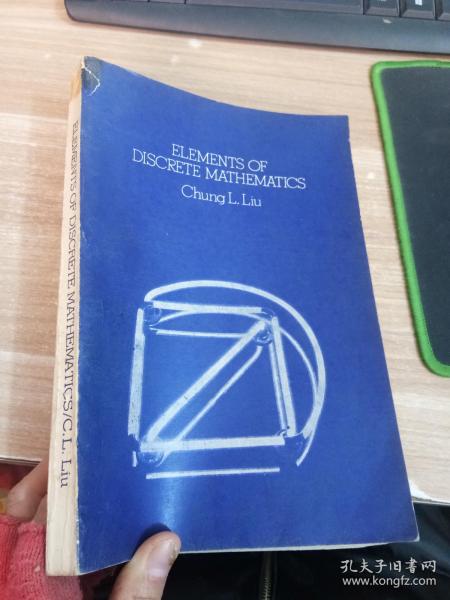 ELEMENTS OF
DISCRETE MATHEMATICS
Chung L. Liu
ELEMENTS OF DISCRETE MATHEMATICS/C.L. Liu
孔夫子旧书网
www.kongfz.com